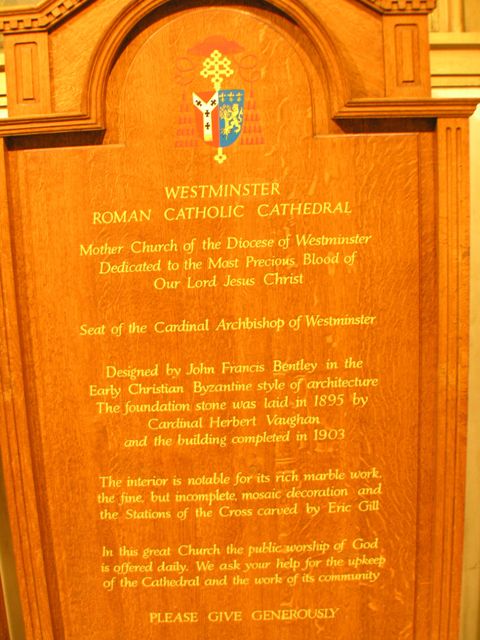 WESTMINSTER
ROMAN CATHOLIC CATHEDRAL
Mother Church of the Diocese of Westminster
Dedicated to the Most Precious Blood of
Our Lord Jesus Christ
Seat of the Cardinal Archbishop of Westminster
Designed by John Francis Bentley in the
Early Christian Byzantine style of architecture
The foundation stone was laid in 1895 by
Cardinal Herbert Vaughan
and the building completed in 1903
The interior is notable for its rich marble work,
the fine, but incomplete, mosaic decoration and
the Stations of the Cross carved by Eric Gill
In this great Church the public worship of God
is offered daily. We ask your help for the upkeep
of the Cathedral and the work of its community
PLEASE GIVE GENEROUSLY